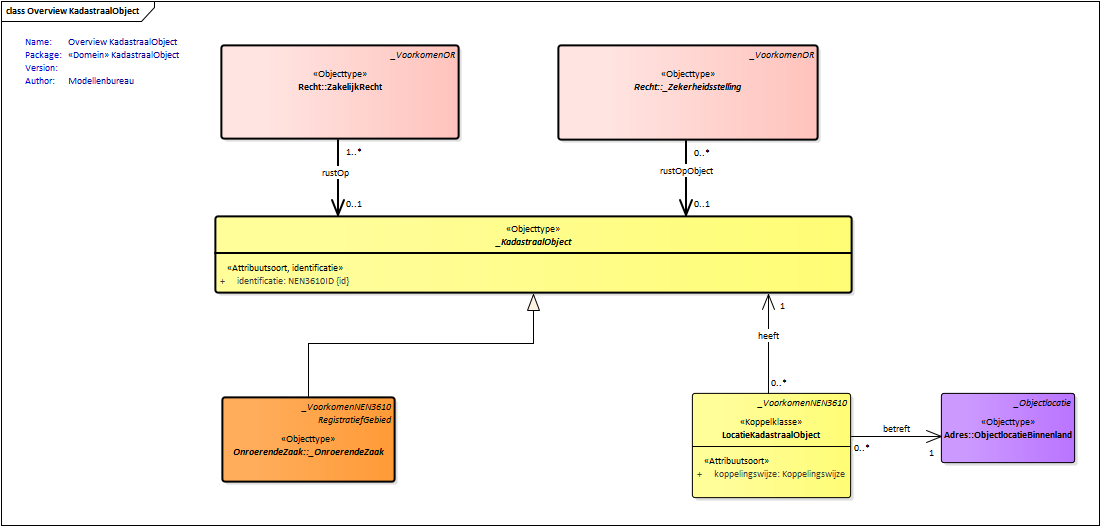 class Overview KadastraalObject
Name: Overview KadastraalObject
Package: «Domein» KadastraalObject
Version:
Author: Modellenbureau
_VoorkomenOR
«Objecttype»
Recht::ZakelijkRecht
_VoorkomenOR
«Objecttype»
Recht::_Zekerheidsstelling
1..*
rustOp
0..1
0..*
rustOpObject
0..1
«Objecttype»
_KadastraalObject
«Attribuutsoort, identificatie»
+ identificatie: NEN3610ID {id}
1
heeft
0..*
_VoorkomenNEN3610
RegistratiefGebied
«Objecttype»
OnroerendeZaak::_OnroerendeZaak
_VoorkomenNEN3610
«Koppelklasse»
LocatieKadastraalObject
«Attribuutsoort»
+ koppelingswijze: Koppelingswijze
betreft
0..*
1
_Objectlocatie
«Objecttype»
Adres::ObjectlocatieBinnenland